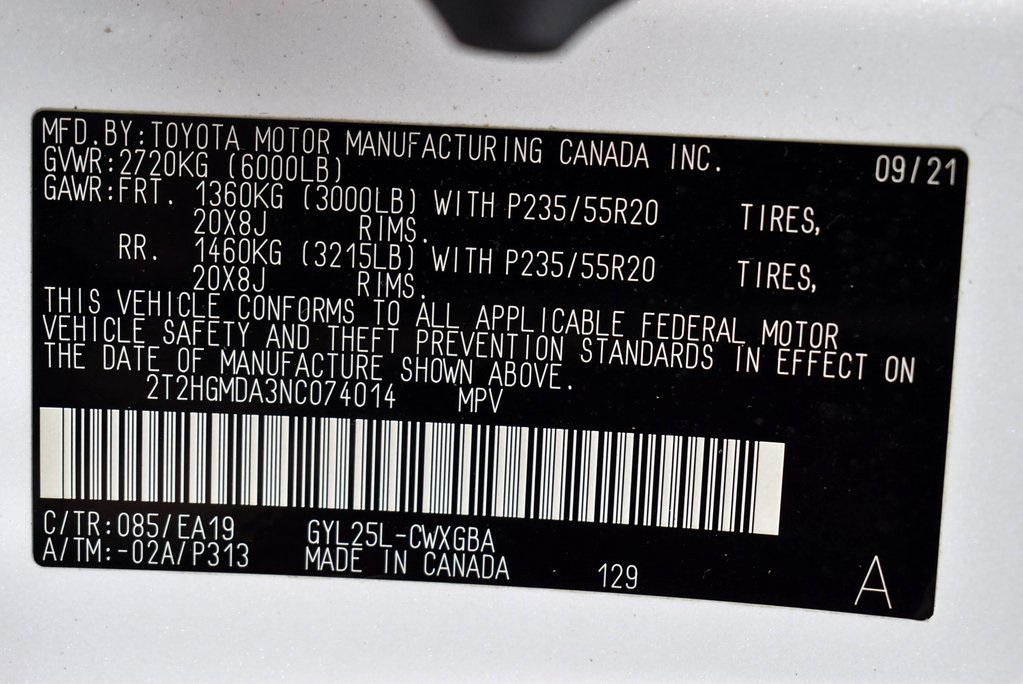 MFD.BY:TOYOTA MOTOR MANUFACTURING CANADA INC. 09/21
GVWR:2720KG (6000LB)
GAWR:FRT. 1360KG (3000LB) WITH P235/55R20 TIRES,
20X8J RIMS.
RR. 1460KG (3215LB) WITH P235/55R20 TIRES,
20X8J RIMS.
THIS VEHICLE CONFORMS TO ALL APPLICABLE FEDERAL MOTOR
VEHICLE SAFETY AND THEFT PREVENTION STANDARDS IN EFFECT ON
THE DATE OF MANUFACTURE SHOWN ABOVE.
2T2HGMDA3NC074014 MPV
C/TR:085/EA19 GYL25L-CWXGBA
A/TM:-02A/P313 MADE IN CANADA 129 A